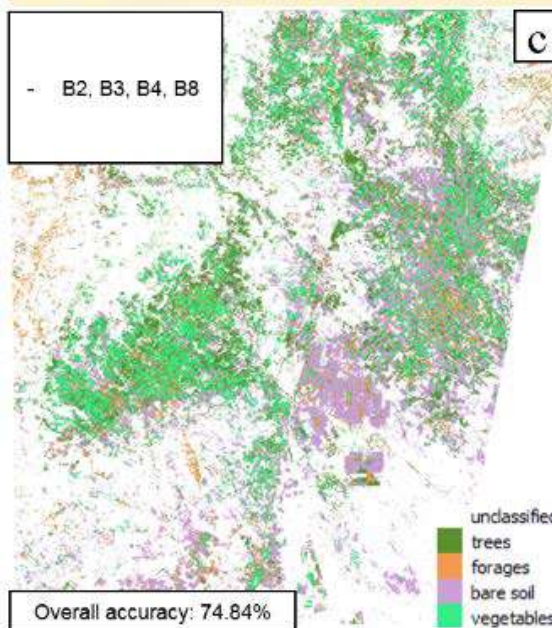 c
- B2, B3, B4, B8
unclassified
trees
forages
bare soil
vegetables
Overall accuracy: 74.84%